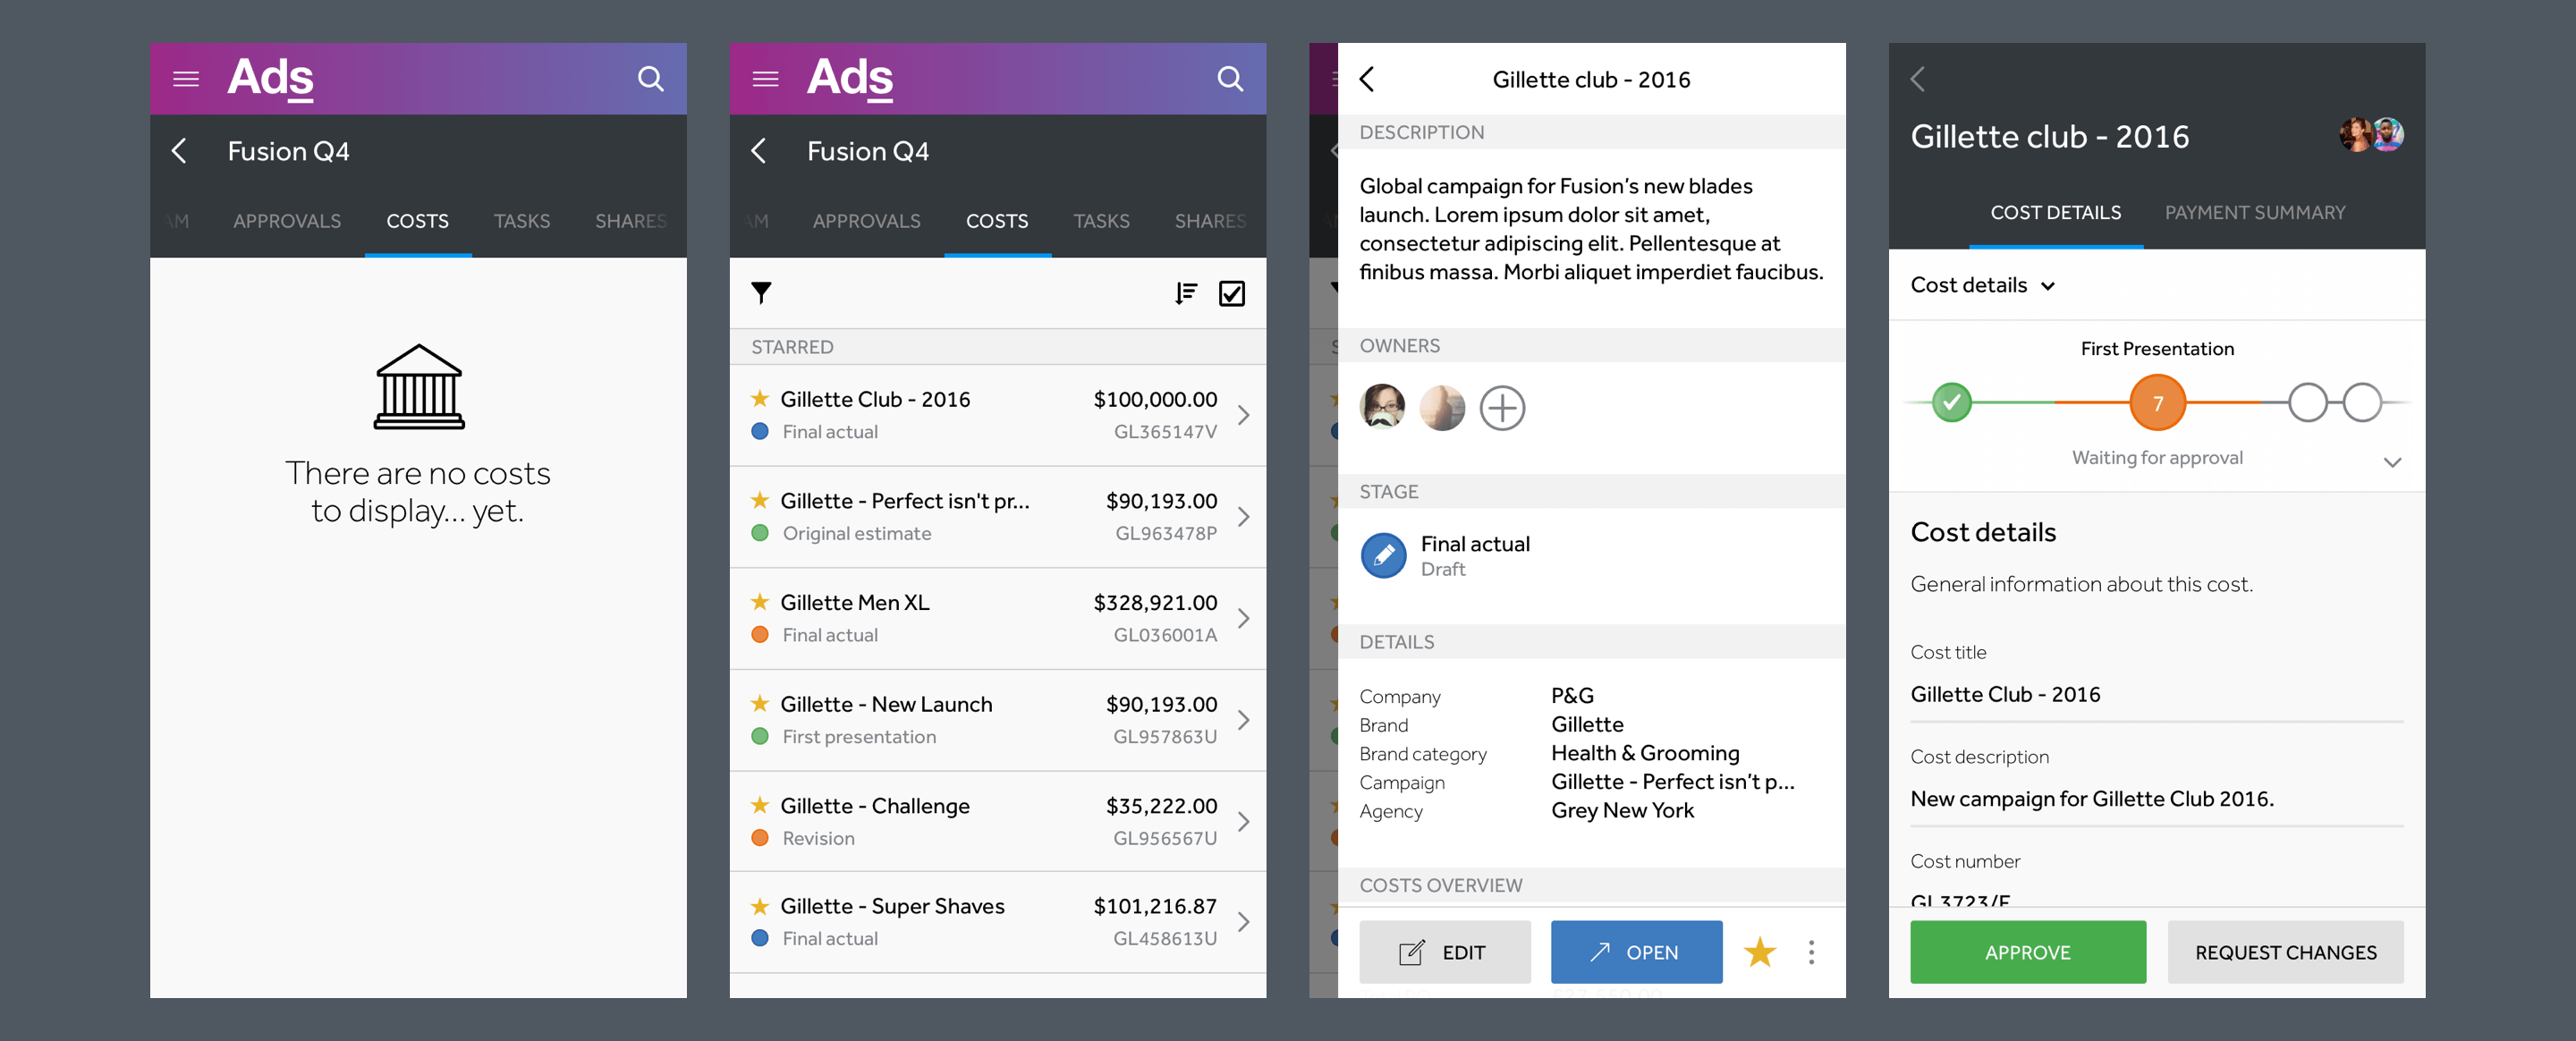 Ads
Fusion Q4
AM APPROVALS COSTS TASKS SHARES
There are no costs
to display... yet.
Ads
Fusion Q4
AM APPROVALS COSTS TASKS SHARES
STARRED
Gillette Club - 2016 $100,000.00
Final actual GL365147V
Gillette - Perfect isn't pr... $90,193.00
Original estimate GL963478P
Gillette Men XL $328,921.00
Final actual GL036001A
Gillette - New Launch $90,193.00
First presentation GL957863U
Gillette - Challenge $35,222.00
Revision GL956567U
Gillette - Super Shaves $101,216.87
Final actual GL458613U
Gillette club - 2016
DESCRIPTION
Global campaign for Fusion’s new blades
launch. Lorem ipsum dolor sit amet,
consectetur adipiscing elit. Pellentesque at
finibus massa. Morbi aliquet imperdiet faucibus.
OWNERS
STAGE
Final actual
Draft
DETAILS
Company P&G
Brand Gillette
Brand category Health & Grooming
Campaign Gillette - Perfect isn’t p...
Agency Grey New York
COSTS OVERVIEW
EDIT OPEN
Gillette club - 2016
COST DETAILS PAYMENT SUMMARY
Cost details
First Presentation
7
Waiting for approval
Cost details
General information about this cost.
Cost title
Gillette Club - 2016
Cost description
New campaign for Gillette Club 2016.
Cost number
GL3723/F
APPROVE REQUEST CHANGES